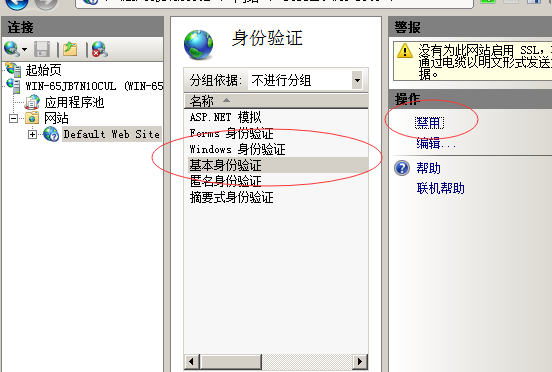 连接
起始页
WIN-65JB7N10CUL (WIN-65
应用程序池
网站
Default Web Site
身份验证
分组依据: 不进行分组
名称
ASP.NET 模拟
Forms 身份验证
Windows 身份验证
基本身份验证
匿名身份验证
摘要式身份验证
警报
没有为此网站启用 SSL,
通过电缆以明文形式发送
据。
操作
禁用
编辑...
帮助
联机帮助